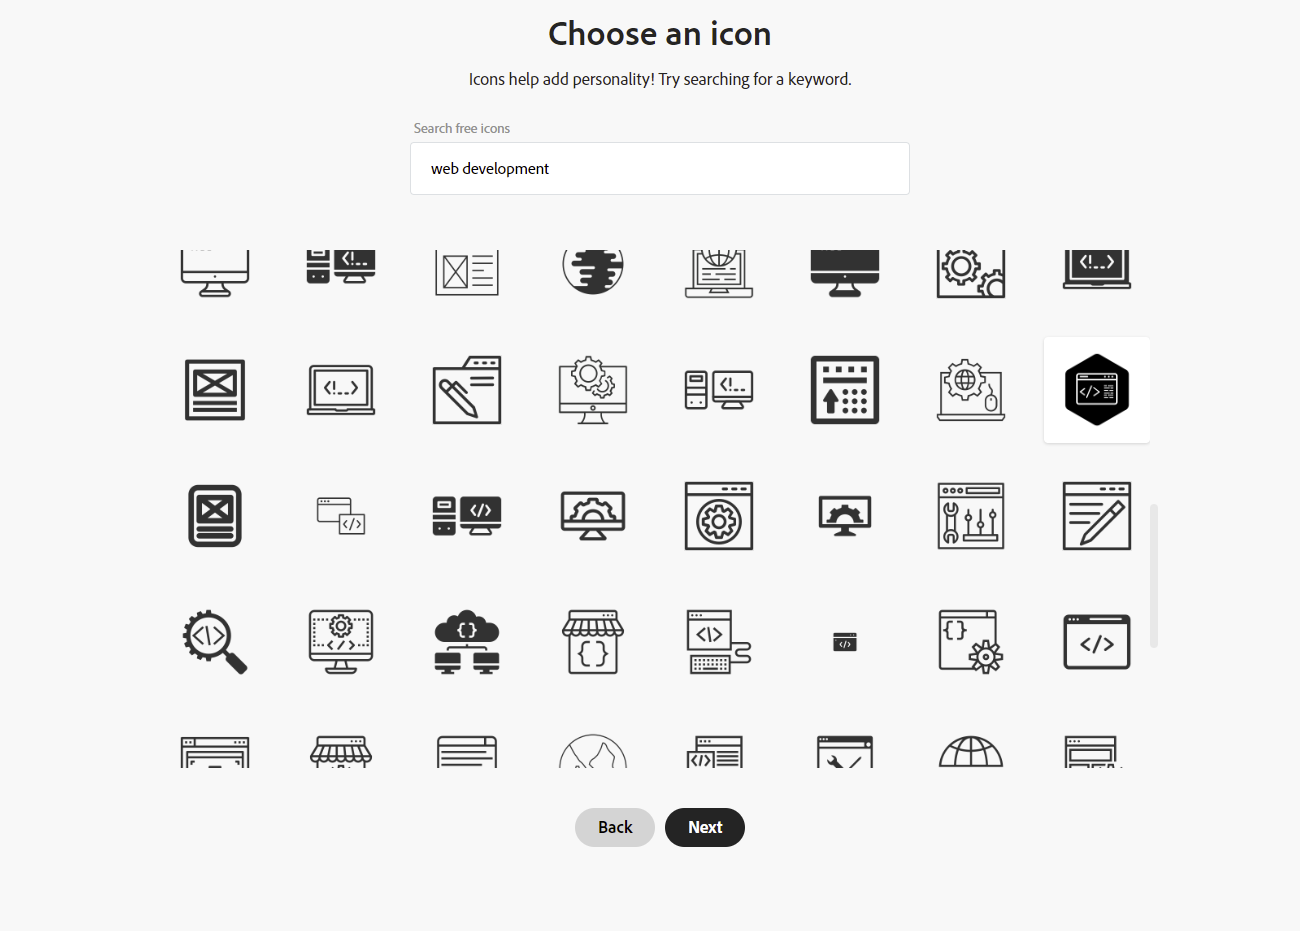 Choose an icon
Icons help add personality! Try searching for a keyword.
Search free icons
web development
<!... <!...>
<!...> <!...
</>
</> </>
</> </> {} {} </> </> {} </>
</>
Back Next